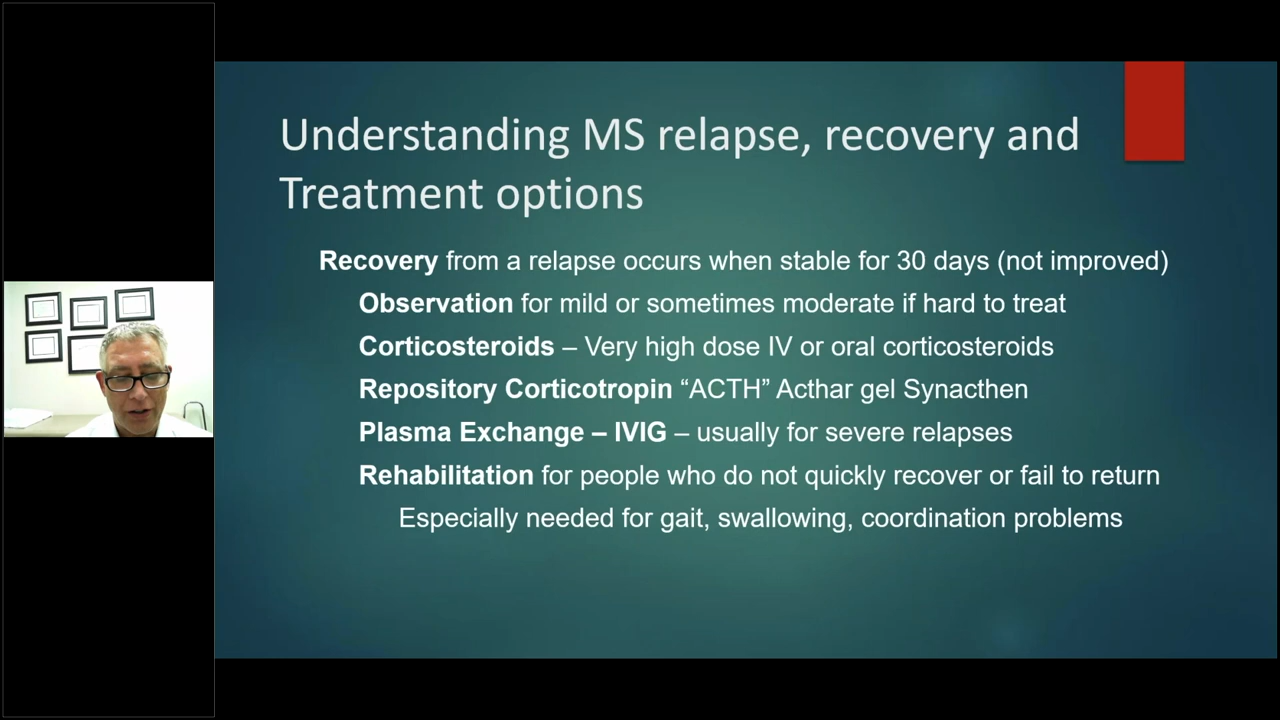 Understanding MS relapse, recovery and
Treatment options
Recovery from a relapse occurs when stable for 30 days (not improved)
Observation for mild or sometimes moderate if hard to treat
Corticosteroids – Very high dose IV or oral corticosteroids
Repository Corticotropin “ACTH” Acthar gel Synacthen
Plasma Exchange – IVIG – usually for severe relapses
Rehabilitation for people who do not quickly recover or fail to return
Especially needed for gait, swallowing, coordination problems